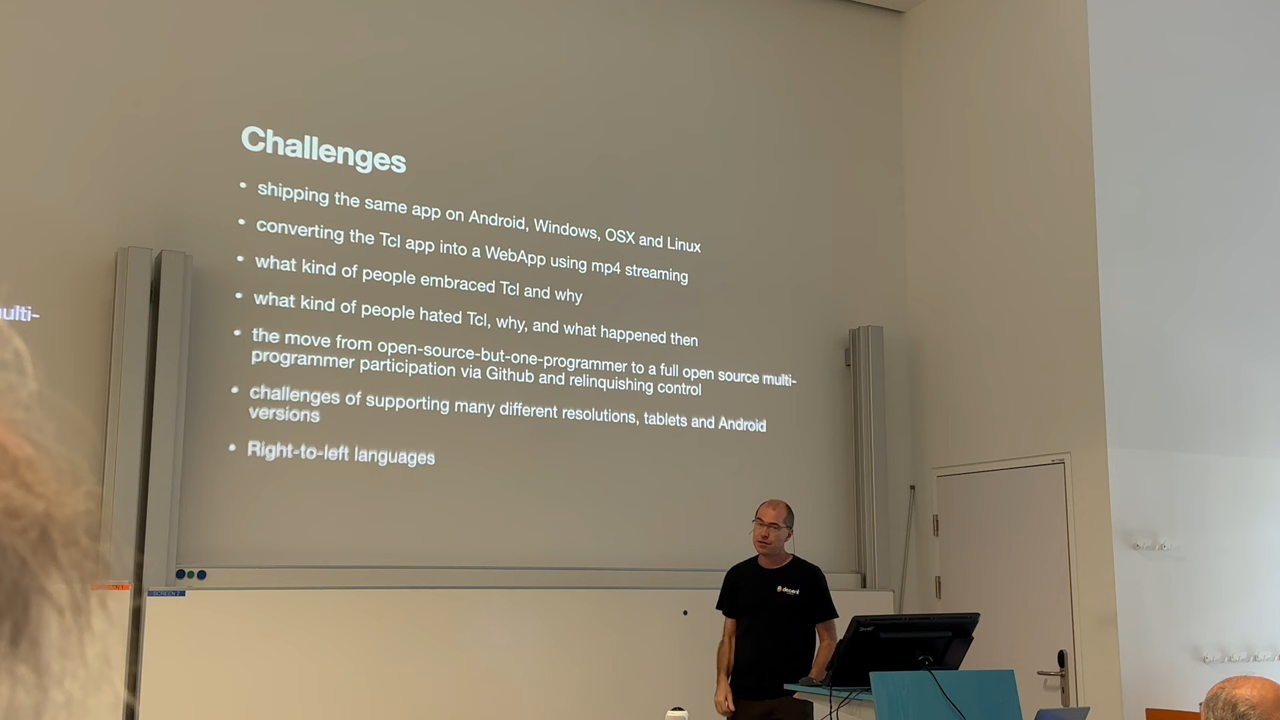 Challenges
• shipping the same app on Android, Windows, OSX and Linux
• converting the Tcl app into a WebApp using mp4 streaming
• what kind of people embraced Tcl and why
• what kind of people hated Tcl, why, and what happened then
• the move from open-source-but-one-programmer to a full open source multi-
programmer participation via Github and relinquishing control
• challenges of supporting many different resolutions, tablets and Android
versions
• Right-to-left languages
ulti-
decent
SCREEN 2